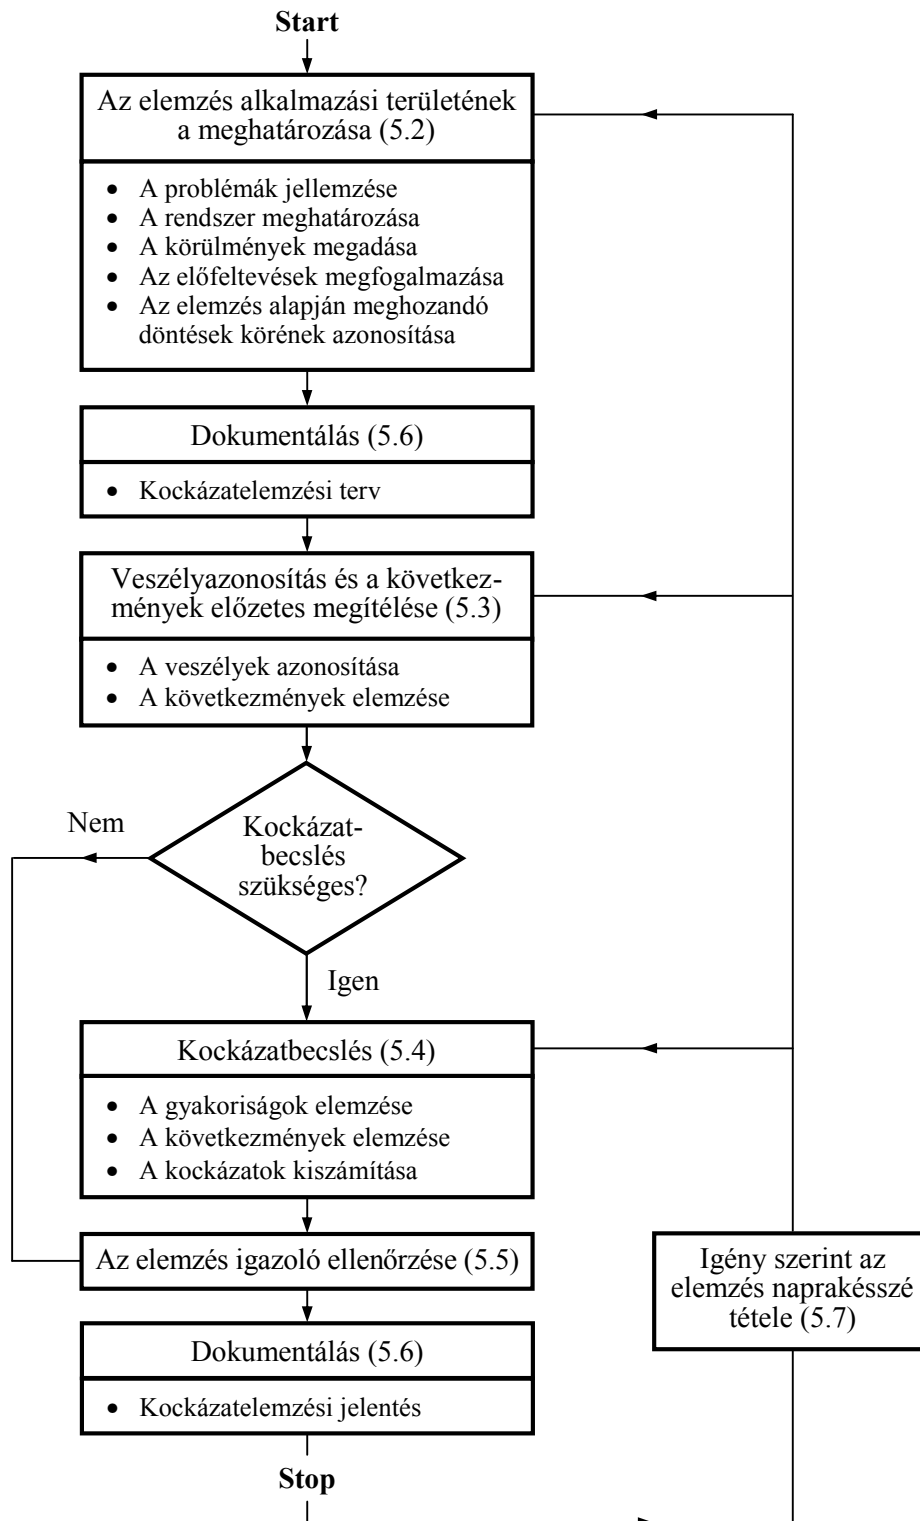 Start
Az elemzés alkalmazási területének
a meghatározása (5.2)
• A problémák jellemzése
• A rendszer meghatározása
• A körülmények megadása
• Az előfeltevések megfogalmazása
• Az elemzés alapján meghozandó
döntések körének azonosítása
Dokumentálás (5.6)
• Kockázatelemzési terv
Veszélyazonosítás és a következ-
mények előzetes megítélése (5.3)
• A veszélyek azonosítása
• A következmények elemzése
Nem
Kockázat-
becslés
szükséges?
Igen
Kockázatbecslés (5.4)
• A gyakoriságok elemzése
• A következmények elemzése
• A kockázatok kiszámítása
Az elemzés igazoló ellenőrzése (5.5)
Igény szerint az
elemzés naprakésszé
tétele (5.7)
Dokumentálás (5.6)
• Kockázatelemzési jelentés
Stop